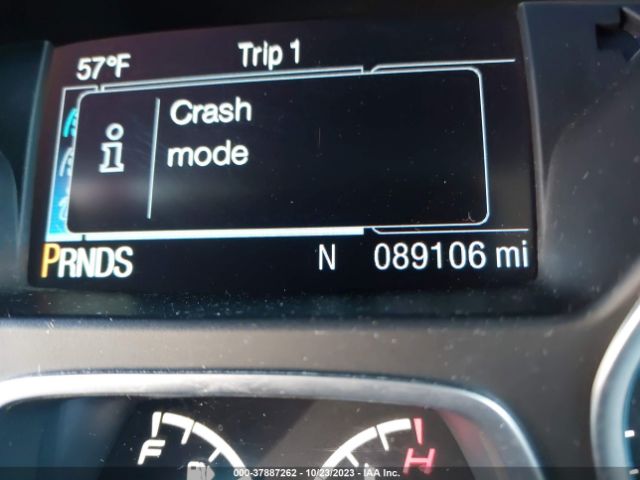 57°F Trip 1
i
Crash
mode
PRNDS N 089106 mi
F H
000-37887262 - 10/23/2023 - IAA Inc.